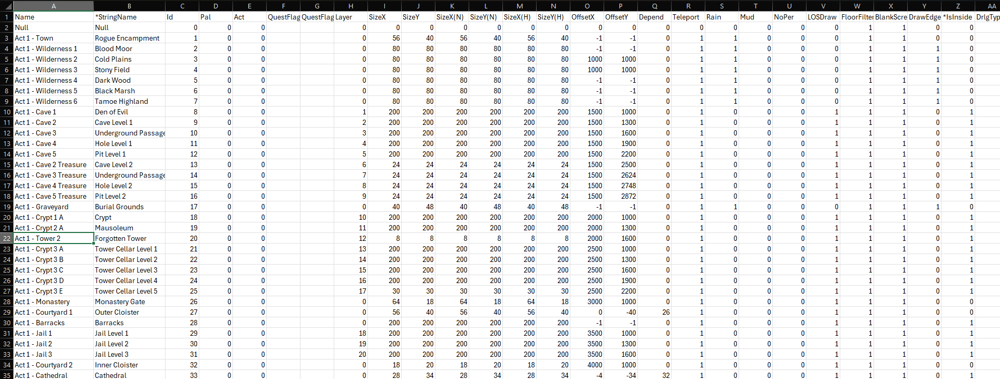 A B C D E F G H I J K L M N O P Q R S T U V W X Y Z AA
1 Name *StringName Id Pal Act QuestFlag QuestFlag Layer SizeX SizeY SizeX(N) SizeY(N) SizeX(H) SizeY(H) OffsetX OffsetY Depend Teleport Rain Mud NoPer LOSDraw FloorFilter BlankScre DrawEdge *IsInside DrlgTyp
2 Null Null 0 0 0 0 0 0 0 0 0 0 0 0 0 0 0 0 0 0 1 1 0 0
3 Act 1 - Town Rogue Encampment 1 0 0 0 56 40 56 40 56 40 -1 -1 0 1 1 0 0 0 1 1 0 0
4 Act 1 - Wilderness 1 Blood Moor 2 0 0 0 80 80 80 80 80 80 -1 -1 0 1 1 0 0 0 1 1 1 0
5 Act 1 - Wilderness 2 Cold Plains 3 0 0 0 80 80 80 80 80 80 1000 1000 0 1 1 0 0 0 1 1 1 0
6 Act 1 - Wilderness 3 Stony Field 4 0 0 0 80 80 80 80 80 80 1000 1000 0 1 1 0 0 0 1 1 1 0
7 Act 1 - Wilderness 4 Dark Wood 5 0 0 0 80 80 80 80 80 80 -1 -1 0 1 1 0 0 0 1 1 1 0
8 Act 1 - Wilderness 5 Black Marsh 6 0 0 0 80 80 80 80 80 80 -1 -1 0 1 1 0 0 0 1 1 1 0
9 Act 1 - Wilderness 6 Tamoe Highland 7 0 0 0 80 80 80 80 80 80 -1 -1 0 1 1 0 0 0 1 1 1 0
10 Act 1 - Cave 1 Den of Evil 8 0 0 1 200 200 200 200 200 200 1500 1000 0 1 0 0 0 1 1 1 0 1
11 Act 1 - Cave 2 Cave Level 1 9 0 0 2 200 200 200 200 200 200 1500 1300 0 1 0 0 0 1 1 1 0 1
12 Act 1 - Cave 3 Underground Passage 10 0 0 3 200 200 200 200 200 200 1500 1600 0 1 0 0 0 1 1 1 0 1
13 Act 1 - Cave 4 Hole Level 1 11 0 0 4 200 200 200 200 200 200 1500 1900 0 1 0 0 0 1 1 1 0 1
14 Act 1 - Cave 5 Pit Level 1 12 0 0 5 200 200 200 200 200 200 1500 2200 0 1 0 0 0 1 1 1 0 1
15 Act 1 - Cave 2 Treasure Cave Level 2 13 0 0 6 24 24 24 24 24 24 1500 2500 0 1 0 0 0 1 1 1 0 1
16 Act 1 - Cave 3 Treasure Underground Passage 14 0 0 7 24 24 24 24 24 24 1500 2624 0 1 0 0 0 1 1 1 0 1
17 Act 1 - Cave 4 Treasure Hole Level 2 15 0 0 8 24 24 24 24 24 24 1500 2748 0 1 0 0 0 1 1 1 0 1
18 Act 1 - Cave 5 Treasure Pit Level 2 16 0 0 9 24 24 24 24 24 24 1500 2872 0 1 0 0 0 1 1 1 0 1
19 Act 1 - Graveyard Burial Grounds 17 0 0 0 40 48 40 48 40 48 -1 -1 0 1 1 0 0 0 1 1 1 0
20 Act 1 - Crypt 1 A Crypt 18 0 0 10 200 200 200 200 200 200 2000 1000 0 1 0 0 0 1 1 1 0 1
21 Act 1 - Crypt 2 A Mausoleum 19 0 0 11 200 200 200 200 200 200 2000 1300 0 1 0 0 0 1 1 1 0 1
22 Act 1 - Tower 2 Forgotten Tower 20 0 0 12 8 8 8 8 8 8 2000 1600 0 1 0 0 0 1 1 1 0 1
23 Act 1 - Crypt 3 A Tower Cellar Level 1 21 0 0 13 200 200 200 200 200 200 2500 1000 0 1 0 0 0 1 1 1 0 1
24 Act 1 - Crypt 3 B Tower Cellar Level 2 22 0 0 14 200 200 200 200 200 200 2500 1300 0 1 0 0 0 1 1 1 0 1
25 Act 1 - Crypt 3 C Tower Cellar Level 3 23 0 0 15 200 200 200 200 200 200 2500 1600 0 1 0 0 0 1 1 1 0 1
26 Act 1 - Crypt 3 D Tower Cellar Level 4 24 0 0 16 200 200 200 200 200 200 2500 1900 0 1 0 0 0 1 1 1 0 1
27 Act 1 - Crypt 3 E Tower Cellar Level 5 25 0 0 17 30 30 30 30 30 30 2500 2200 0 1 0 0 0 1 1 1 0 1
28 Act 1 - Monastery Monastery Gate 26 0 0 0 64 18 64 18 64 18 3000 1000 0 1 0 0 0 1 1 1 0 0
29 Act 1 - Courtyard 1 Outer Cloister 27 0 0 0 56 40 56 40 56 40 0 -40 26 1 0 0 0 1 1 1 0 0
30 Act 1 - Barracks Barracks 28 0 0 0 200 200 200 200 200 200 -1 -1 0 1 0 0 0 1 1 1 0 1
31 Act 1 - Jail 1 Jail Level 1 29 0 0 18 200 200 200 200 200 200 3500 1000 0 1 0 0 0 1 1 1 0 1
32 Act 1 - Jail 2 Jail Level 2 30 0 0 19 200 200 200 200 200 200 3500 1300 0 1 0 0 0 1 1 1 0 1
33 Act 1 - Jail 3 Jail Level 3 31 0 0 20 200 200 200 200 200 200 3500 1600 0 1 0 0 0 1 1 1 0 1
34 Act 1 - Courtyard 2 Inner Cloister 32 0 0 0 18 20 18 20 18 20 4000 1000 0 1 0 0 0 1 1 1 0 0
35 Act 1 - Cathedral Cathedral 33 0 0 0 28 34 28 34 28 34 -4 -34 32 1 0 0 0 1 1 1 0 1